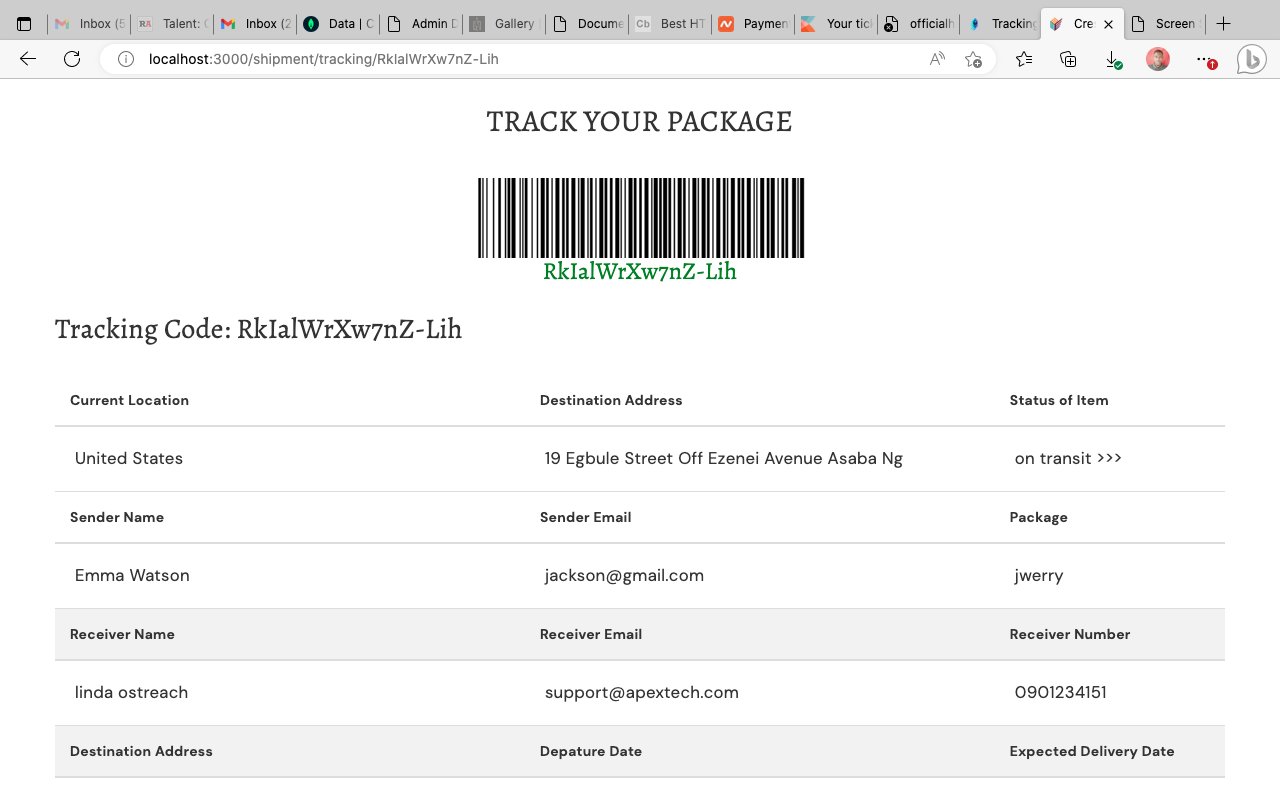 Inbox (5
Talent:
Inbox (2
Data | C
Admin D
Gallery
Docume
Cb Best HT
Paymen
Your tic
officialh
Tracking
Cre
Screen
localhost:3000/shipment/tracking/RkIalWrXw7nZ-Lih
TRACK YOUR PACKAGE
RkIalWrXw7nZ-Lih
Tracking Code: RkIalWrXw7nZ-Lih
Current Location Destination Address Status of Item
United States 19 Egbule Street Off Ezenei Avenue Asaba Ng on transit >>>
Sender Name Sender Email Package
Emma Watson jackson@gmail.com jwerry
Receiver Name Receiver Email Receiver Number
linda ostreach support@apextech.com 0901234151
Destination Address Depature Date Expected Delivery Date